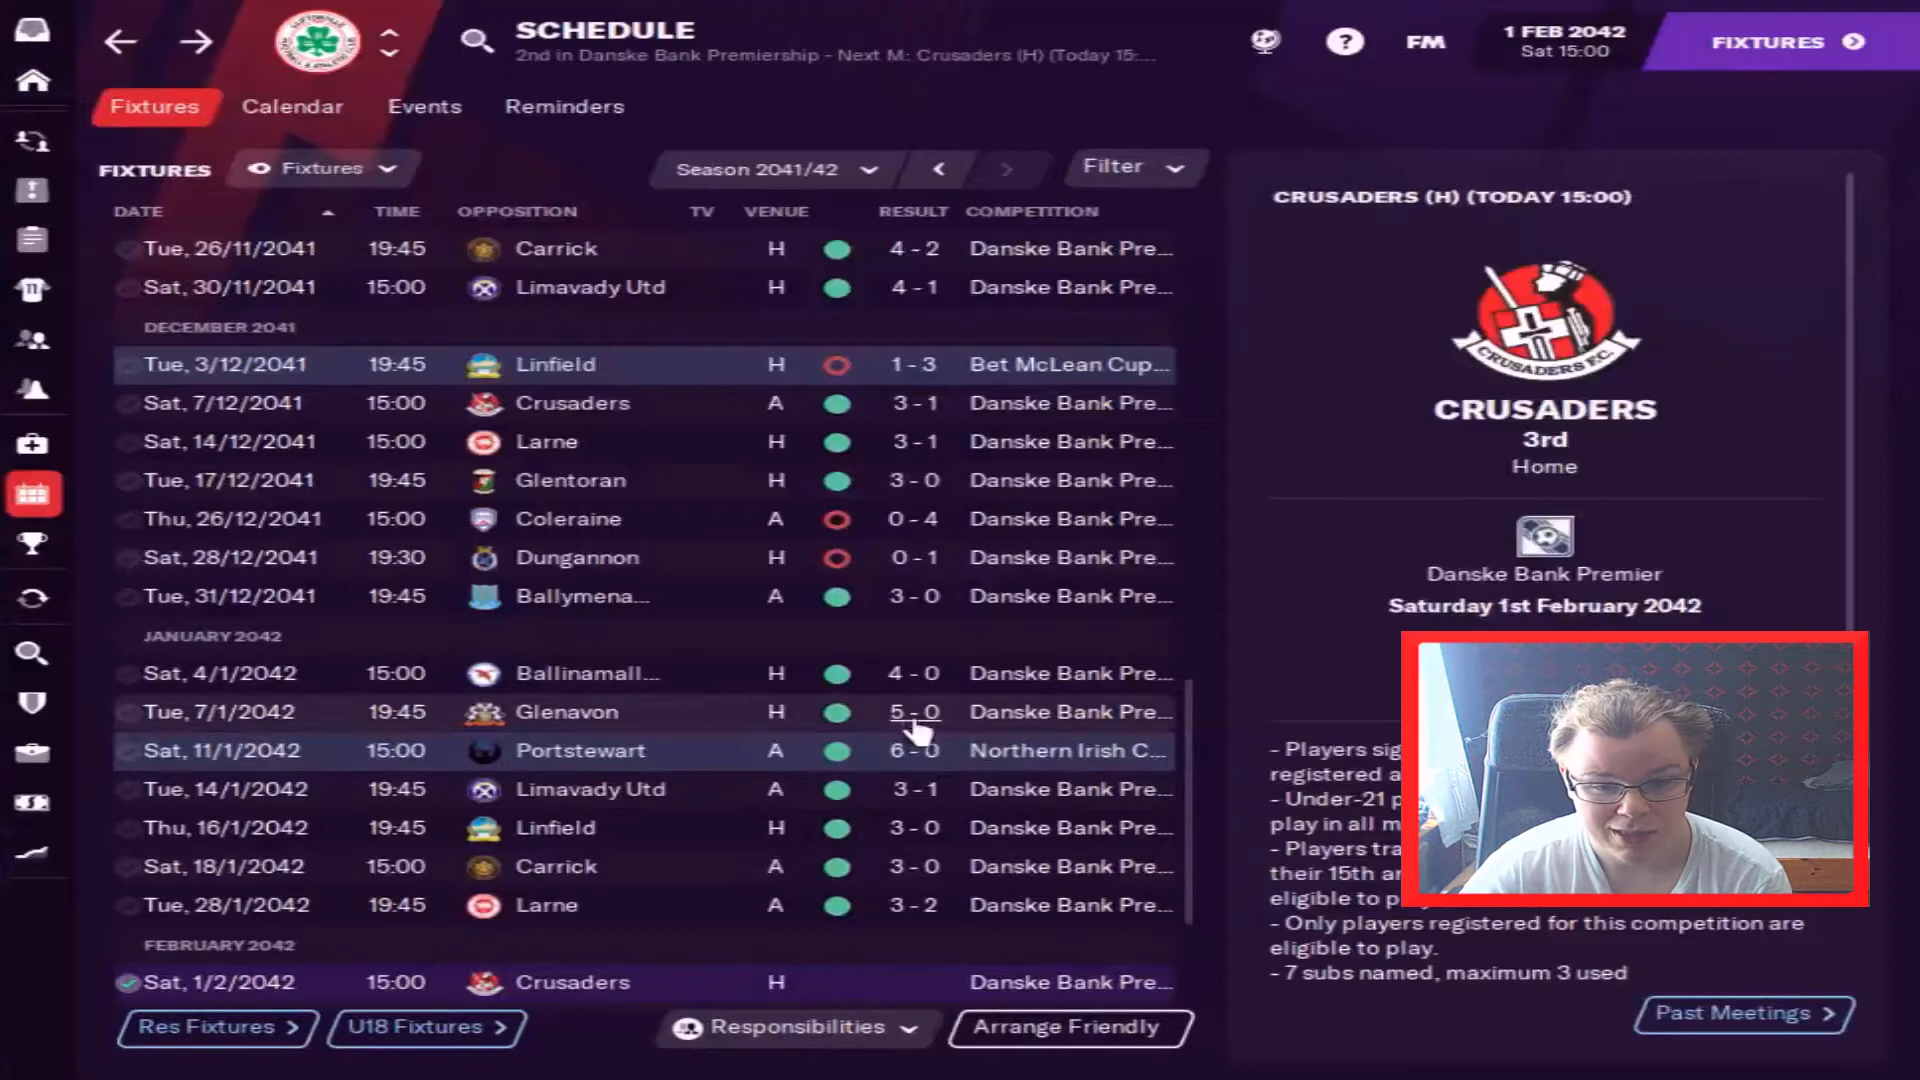 SCHEDULE
2nd in Danske Bank Premiership - Next M: Crusaders (H) (Today 15:...
FM
1 FEB 2042
Sat 15:00
FIXTURES
Fixtures
Calendar
Events
Reminders
FIXTURES
Fixtures
Season 2041/42
Filter
DATE TIME OPPOSITION TV VENUE RESULT COMPETITION
Tue, 26/11/2041 19:45 Carrick H 4 - 2 Danske Bank Pre...
Sat, 30/11/2041 15:00 Limavady Utd H 4 - 1 Danske Bank Pre...
DECEMBER 2041
Tue, 3/12/2041 19:45 Linfield H 1 - 3 Bet McLean Cup...
Sat, 7/12/2041 15:00 Crusaders A 3 - 1 Danske Bank Pre...
Sat, 14/12/2041 15:00 Larne H 3 - 1 Danske Bank Pre...
Tue, 17/12/2041 19:45 Glentoran H 3 - 0 Danske Bank Pre...
Thu, 26/12/2041 15:00 Coleraine A 0 - 4 Danske Bank Pre...
Sat, 28/12/2041 19:30 Dungannon H 0 - 1 Danske Bank Pre...
Tue, 31/12/2041 19:45 Ballymena... A 3 - 0 Danske Bank Pre...
JANUARY 2042
Sat, 4/1/2042 15:00 Ballinamall... H 4 - 0 Danske Bank Pre...
Tue, 7/1/2042 19:45 Glenavon H 5 - 0 Danske Bank Pre...
Sat, 11/1/2042 15:00 Portstewart A 6 - 0 Northern Irish C...
Tue, 14/1/2042 19:45 Limavady Utd A 3 - 1 Danske Bank Pre...
Thu, 16/1/2042 19:45 Linfield H 3 - 0 Danske Bank Pre...
Sat, 18/1/2042 15:00 Carrick A 3 - 0 Danske Bank Pre...
Tue, 28/1/2042 19:45 Larne A 3 - 2 Danske Bank Pre...
FEBRUARY 2042
Sat, 1/2/2042 15:00 Crusaders H Danske Bank Pre...
Res Fixtures
U18 Fixtures
Responsibilities
Arrange Friendly
CRUSADERS (H) (TODAY 15:00)
CRUSADERS F.C.
CRUSADERS
3rd
Home
Danske Bank Premier
Saturday 1st February 2042
- Players sig
registered a
- Under-21 p
play in all m
- Players tra
their 15th an
eligible to p
- Only players registered for this competition are
eligible to play.
- 7 subs named, maximum 3 used
Past Meetings